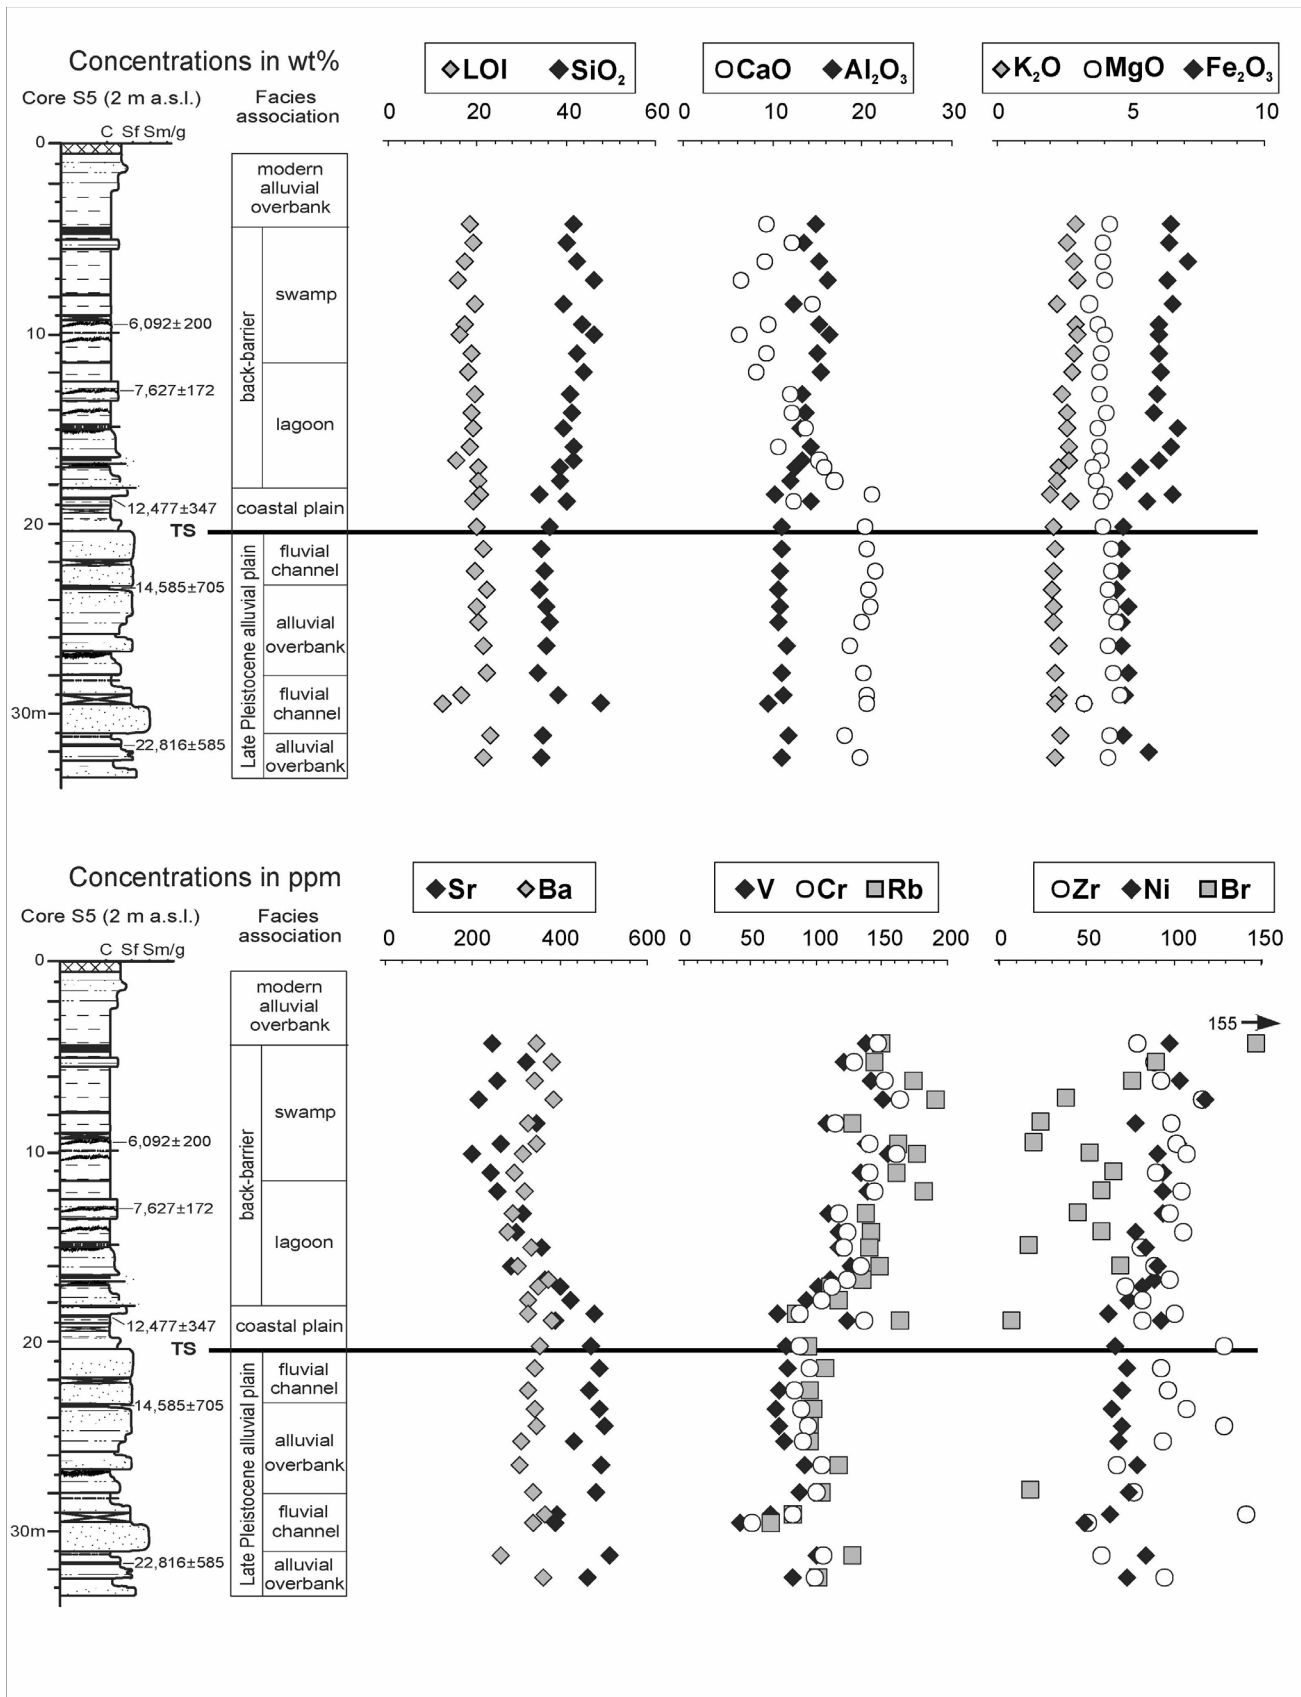 Concentrations in wt%
LOI SiO₂
CaO Al₂O₃
K₂O MgO Fe₂O₃
Core S5 (2 m a.s.l.)
Facies
association
C Sf Sm/g
0 20 40 60
0 10 20 30
0 5 10
0
10
20
30m
6,092±200
7,627±172
12,477±347
TS
14,585±705
22,816±585
modern
alluvial
overbank
back-barrier
swamp
lagoon
coastal plain
Late Pleistocene alluvial plain
fluvial
channel
alluvial
overbank
fluvial
channel
alluvial
overbank
Concentrations in ppm
Sr Ba
V Cr Rb
Zr Ni Br
Core S5 (2 m a.s.l.)
Facies
association
C Sf Sm/g
0 200 400 600
0 50 100 150 200
0 50 100 150
155
0
10
20
30m
6,092±200
7,627±172
12,477±347
TS
14,585±705
22,816±585
modern
alluvial
overbank
back-barrier
swamp
lagoon
coastal plain
Late Pleistocene alluvial plain
fluvial
channel
alluvial
overbank
fluvial
channel
alluvial
overbank